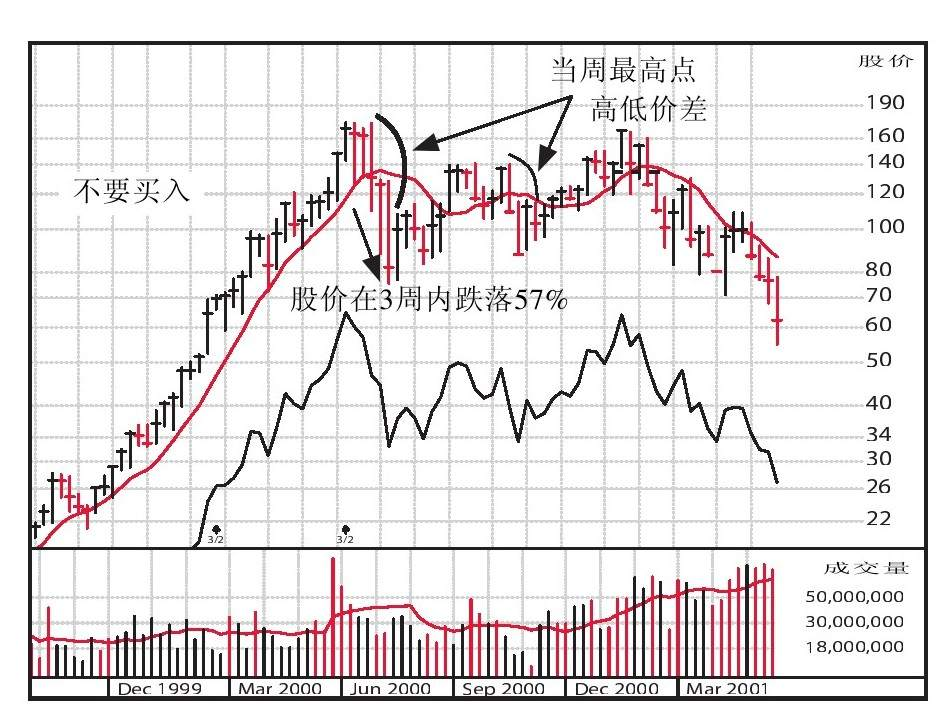 当周最高点
高低价差
股价
190
160
140
不要买入
120
100
80
股价在3周内跌落57%
70
60
50
40
34
30
26
22
3/2
3/2
成交量
50,000,000
30,000,000
18,000,000
Dec 1999
Mar 2000
Jun 2000
Sep 2000
Dec 2000
Mar 2001